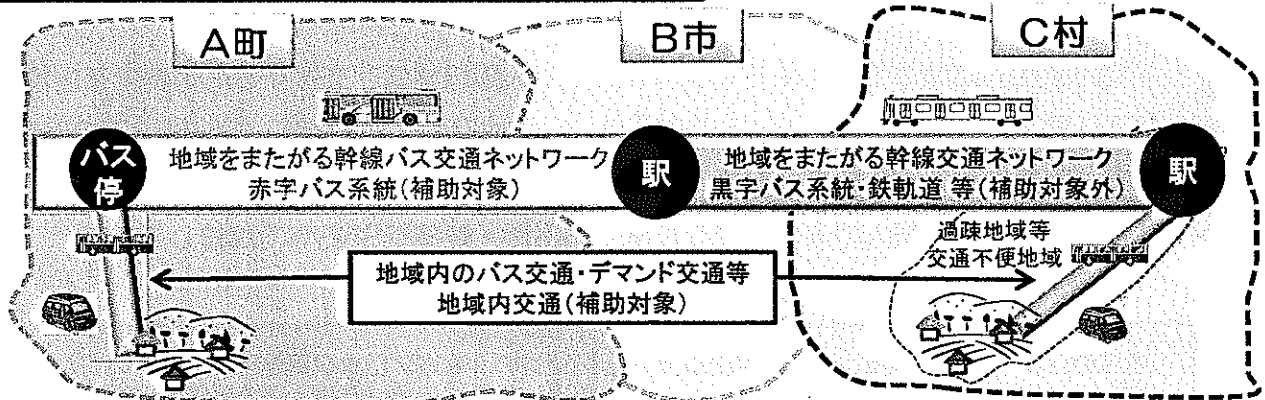 A町
B市
C村
バス
停
地域をまたがる幹線バス交通ネットワーク
赤字バス系統(補助対象)
駅
地域をまたがる幹線交通ネットワーク
黒字バス系統・鉄軌道 等(補助対象外)
駅
過疎地域等
交通不便地域
地域内のバス交通・デマンド交通等
地域内交通(補助対象)